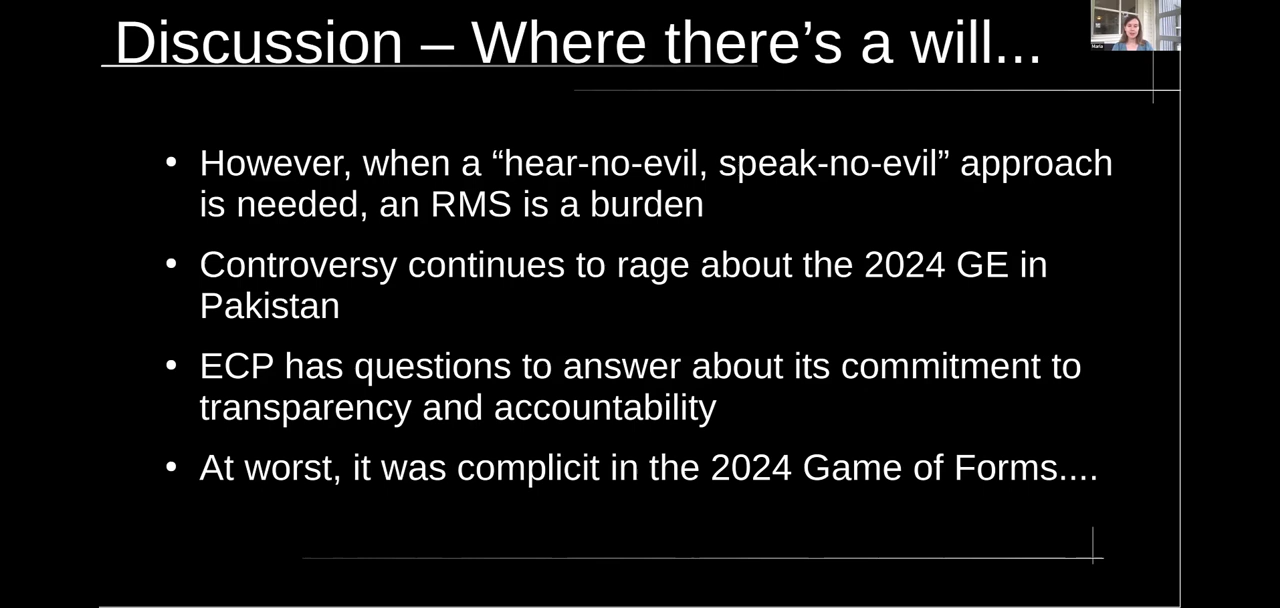 Discussion – Where there’s a will...
Maria
• However, when a “hear-no-evil, speak-no-evil” approach
is needed, an RMS is a burden
• Controversy continues to rage about the 2024 GE in
Pakistan
• ECP has questions to answer about its commitment to
transparency and accountability
• At worst, it was complicit in the 2024 Game of Forms....